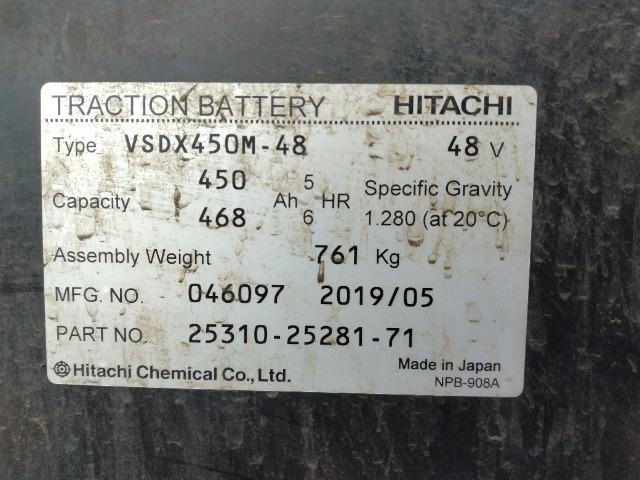 TRACTION BATTERY HITACHI
Type VSDX450M-48 48 V
Capacity 450 Ah 5 HR Specific Gravity
468 6 1.280 (at 20°C)
Assembly Weight 761 Kg
MFG. NO. 046097 2019/05
PART NO. 25310-25281-71
Hitachi Chemical Co., Ltd. Made in Japan
NPB-908A